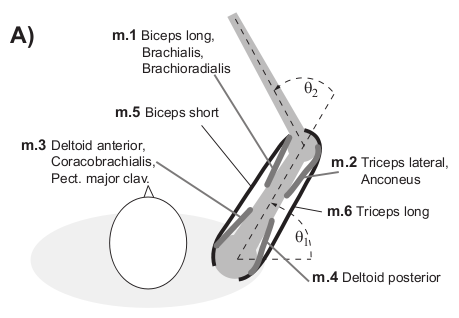 A)
m.1 Biceps long,
Brachialis,
Brachioradialis
θ2
m.5 Biceps short
m.3 Deltoid anterior,
Coracobrachialis,
Pect. major clav.
m.2 Triceps lateral,
Anconeus
m.6 Triceps long
θ1
m.4 Deltoid posterior